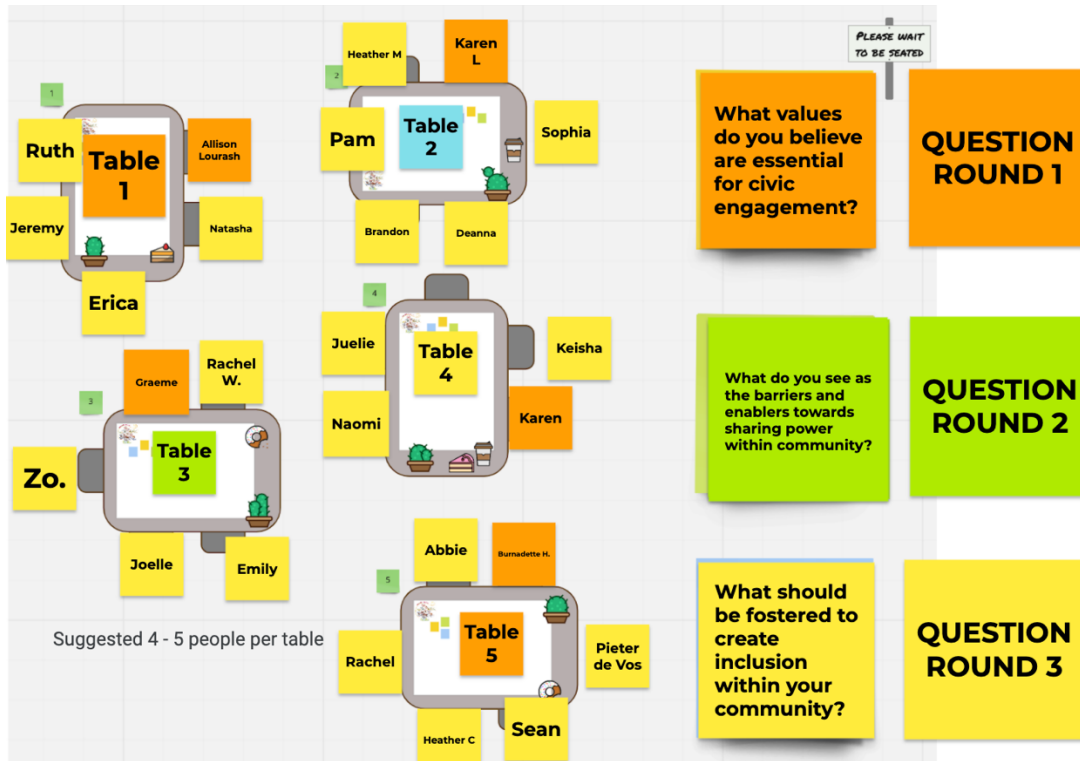 1
Ruth
Table
1
Allison
Lourash
Jeremy
Natasha
Erica
Heather M
Karen
L
2
Pam
Table
2
Sophia
Brandon
Deanna
3
Graeme
Rachel
W.
Zo.
Table
3
Joelle
Emily
4
Juelie
Table
4
Keisha
Naomi
Karen
5
Abbie
Burnadette H.
Rachel
Table
5
Pieter
de Vos
Heather C
Sean
Suggested 4 - 5 people per table
PLEASE WAIT
TO BE SEATED
What values
do you believe
are essential
for civic
engagement?
QUESTION
ROUND 1
What do you see as
the barriers and
enablers towards
sharing power
within community?
QUESTION
ROUND 2
What should
be fostered to
create
inclusion
within your
community?
QUESTION
ROUND 3